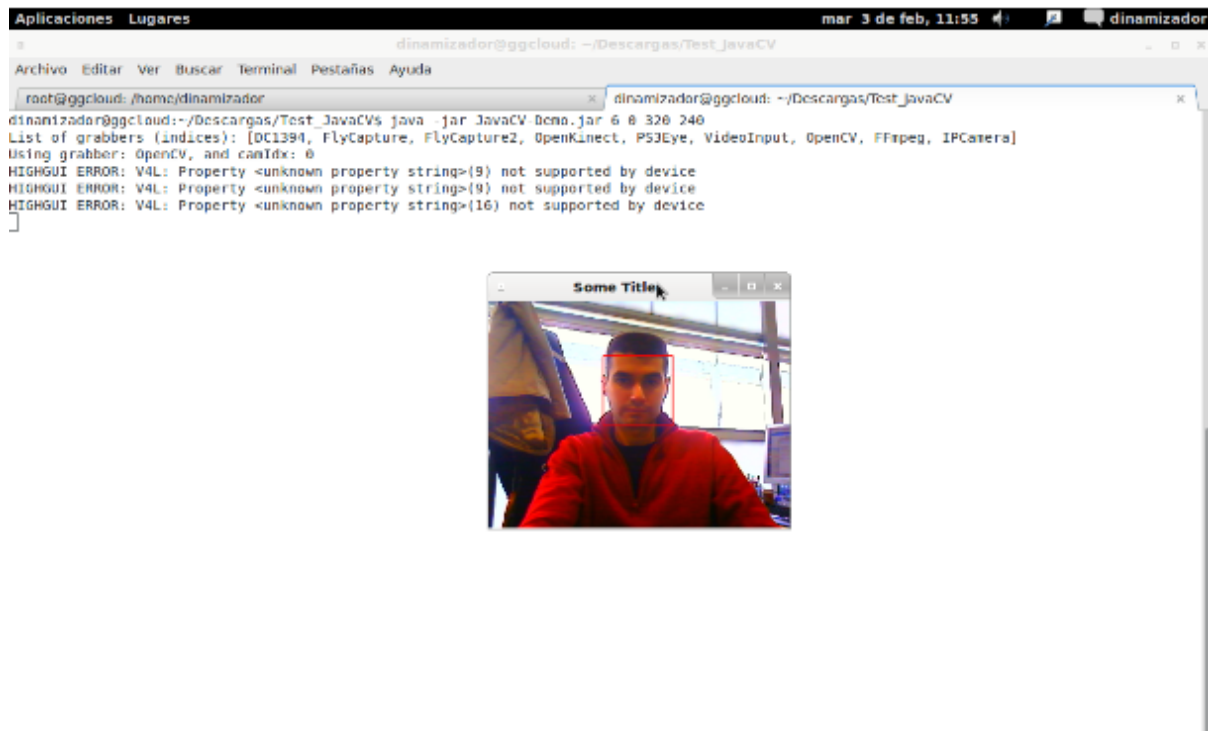 Aplicaciones Lugares mar 3 de feb, 11:55 dinamizador
dinamizador@ggcloud: ~/Descargas/Test_JavaCV
Archivo Editar Ver Buscar Terminal Pestañas Ayuda
root@ggcloud: /home/dinamizador dinamizador@ggcloud: ~/Descargas/Test_JavaCV
dinamizador@ggcloud:~/Descargas/Test_JavaCV$ java -jar JavaCV-Demo.jar 6 0 320 240
List of grabbers (indices): [DC1394, FlyCapture, FlyCapture2, OpenKinect, PS3Eye, VideoInput, OpenCV, FFmpeg, IPCamera]
Using grabber: OpenCV, and camIdx: 0
HIGHGUI ERROR: V4L: Property <unknown property string>(9) not supported by device
HIGHGUI ERROR: V4L: Property <unknown property string>(9) not supported by device
HIGHGUI ERROR: V4L: Property <unknown property string>(16) not supported by device
Some Title